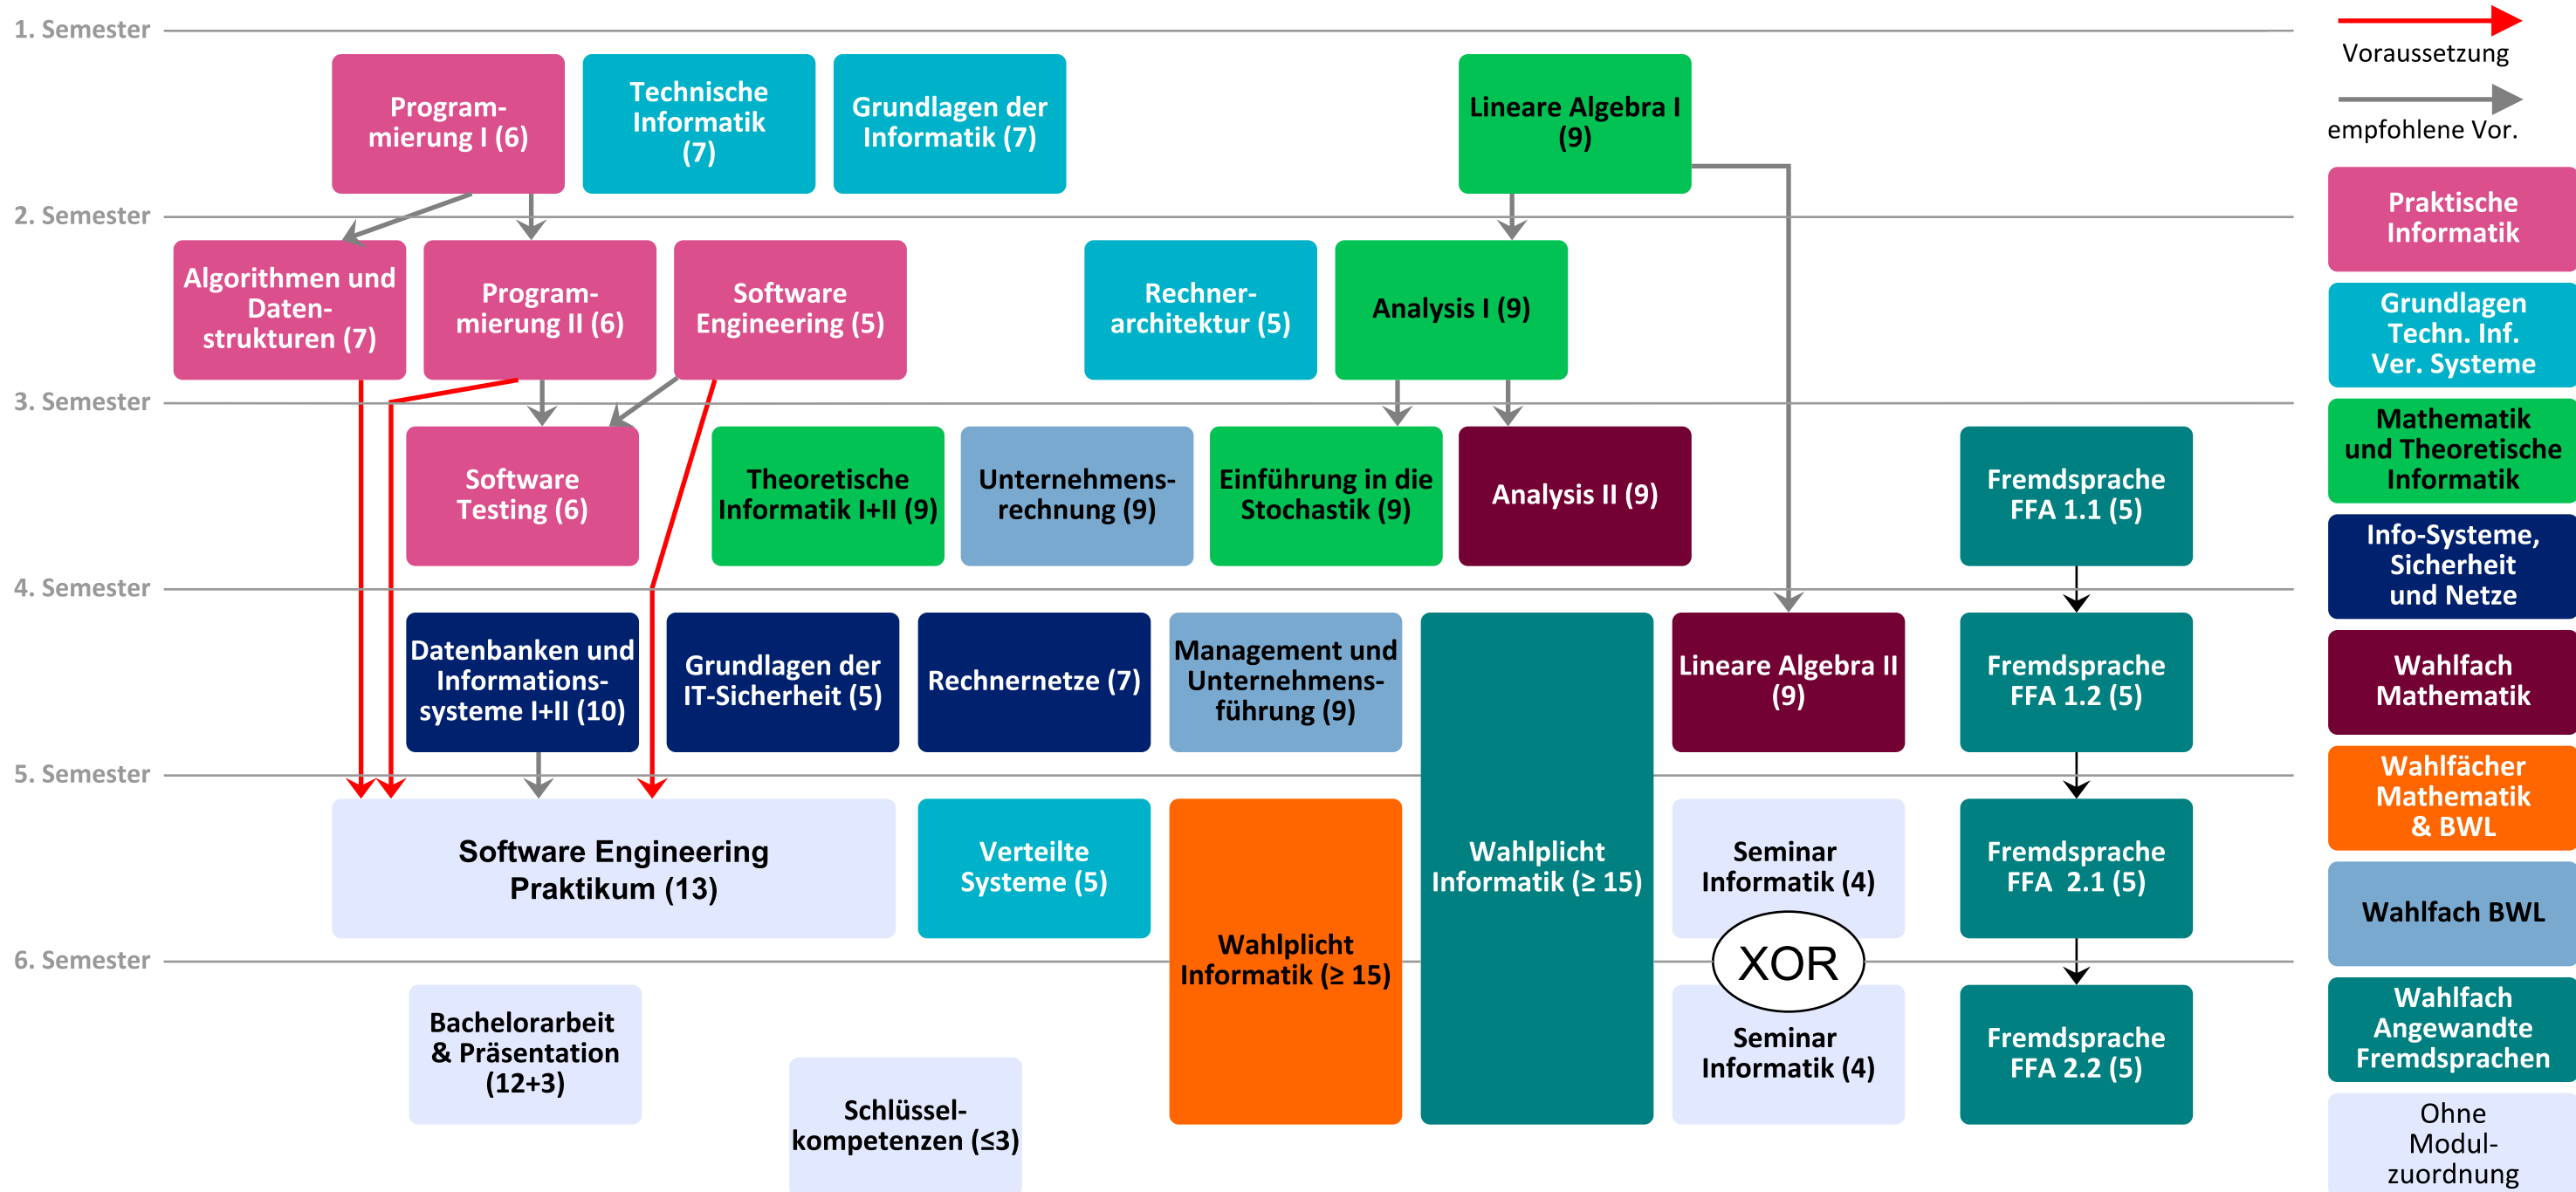 1. Semester
Program-
mierung I (6)
Technische
Informatik
(7)
Grundlagen der
Informatik (7)
Lineare Algebra I
(9)
2. Semester
Algorithmen und
Daten-
strukturen (7)
Program-
mierung II (6)
Software
Engineering (5)
Rechner-
architektur (5)
Analysis I (9)
3. Semester
Software
Testing (6)
Theoretische
Informatik I+II (9)
Unternehmens-
rechnung (9)
Einführung in die
Stochastik (9)
Analysis II (9)
Fremdsprache
FFA 1.1 (5)
4. Semester
Datenbanken und
Informations-
systeme I+II (10)
Grundlagen der
IT-Sicherheit (5)
Rechnernetze (7)
Management und
Unternehmens-
führung (9)
Wahlplicht
Informatik (≥ 15)
Lineare Algebra II
(9)
Fremdsprache
FFA 1.2 (5)
5. Semester
Software Engineering
Praktikum (13)
Verteilte
Systeme (5)
Wahlplicht
Informatik (≥ 15)
Seminar
Informatik (4)
XOR
Fremdsprache
FFA 2.1 (5)
6. Semester
Bachelorarbeit
& Präsentation
(12+3)
Schlüssel-
kompetenzen (≤3)
Seminar
Informatik (4)
Fremdsprache
FFA 2.2 (5)
Voraussetzung
empfohlene Vor.
Praktische
Informatik
Grundlagen
Techn. Inf.
Ver. Systeme
Mathematik
und Theoretische
Informatik
Info-Systeme,
Sicherheit
und Netze
Wahlfach
Mathematik
Wahlfächer
Mathematik
& BWL
Wahlfach BWL
Wahlfach
Angewandte
Fremdsprachen
Ohne
Modul-
zuordnung